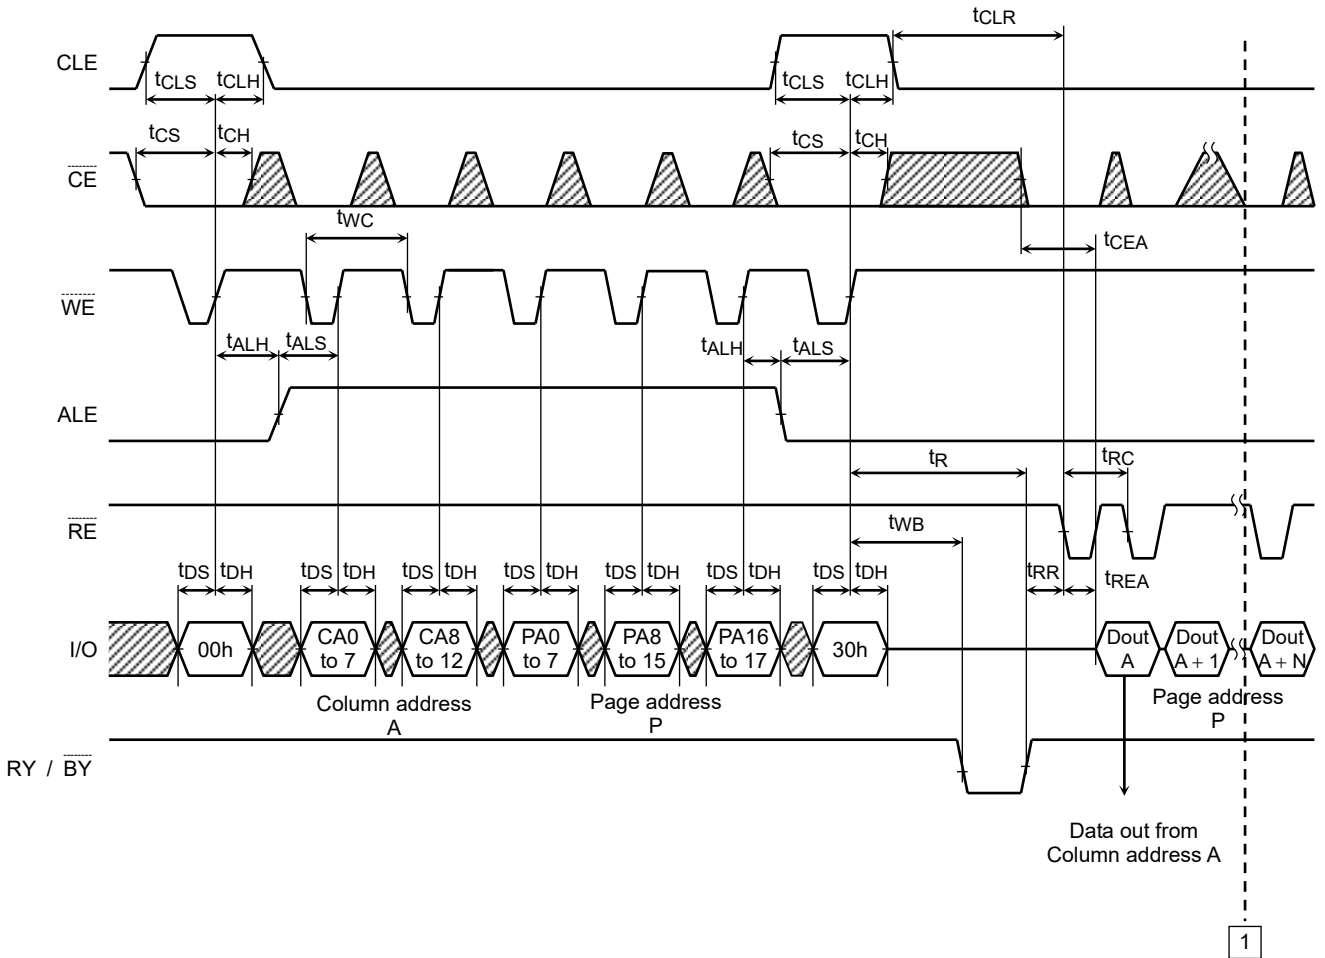 tCLR
CLE
tCLS tCLH tCLS tCLH
tCS tCH tCS tCH
CE
tWC
tCEA
WE
tALH tALS tALH tALS
ALE
tR tRC
RE
tWB
tDS tDH tDS tDH tDS tDH tDS tDH tDS tDH tDS tDH tDS tDH tRR tREA
I/O
00h
CA0
to 7
CA8
to 12
PA0
to 7
PA8
to 15
PA16
to 17
30h
Dout
A
Dout
A + 1
Dout
A + N
Column address
A
Page address
P
Page address
P
RY / BY
Data out from
Column address A
1